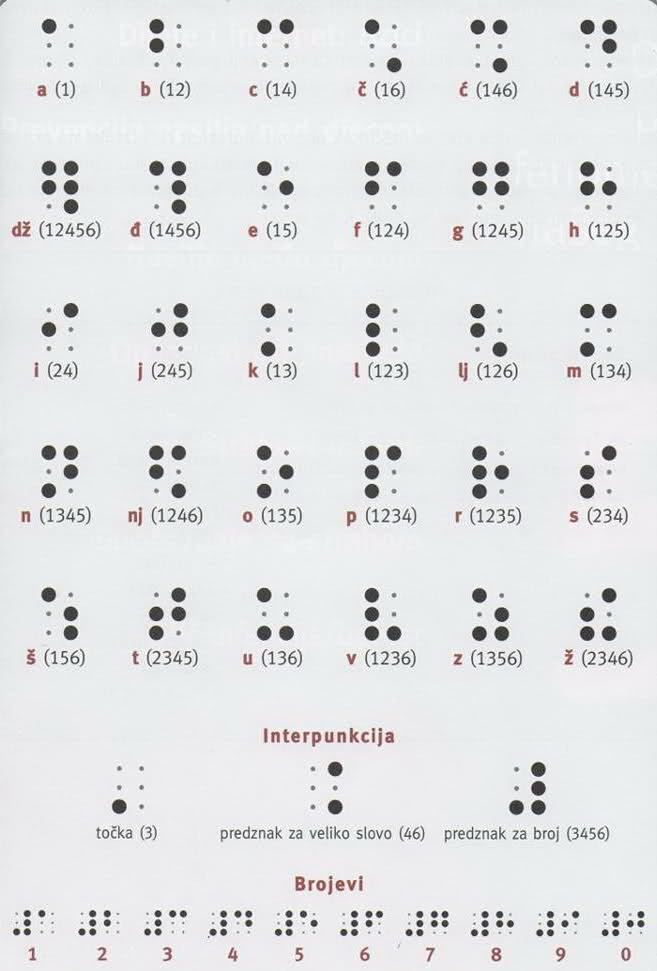 a (1) b (12) c (14) č (16) ć (146) d (145)
dž (12456) đ (1456) e (15) f (124) g (1245) h (125)
i (24) j (245) k (13) l (123) lj (126) m (134)
n (1345) nj (1246) o (135) p (1234) r (1235) s (234)
š (156) t (2345) u (136) v (1236) z (1356) ž (2346)
Interpunkcija
točka (3) predznak za veliko slovo (46) predznak za broj (3456)
Brojevi
1 2 3 4 5 6 7 8 9 0